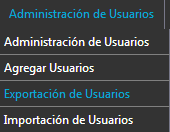 Administración de Usuarios
Administración de Usuarios
Agregar Usuarios
Exportación de Usuarios
Importación de Usuarios